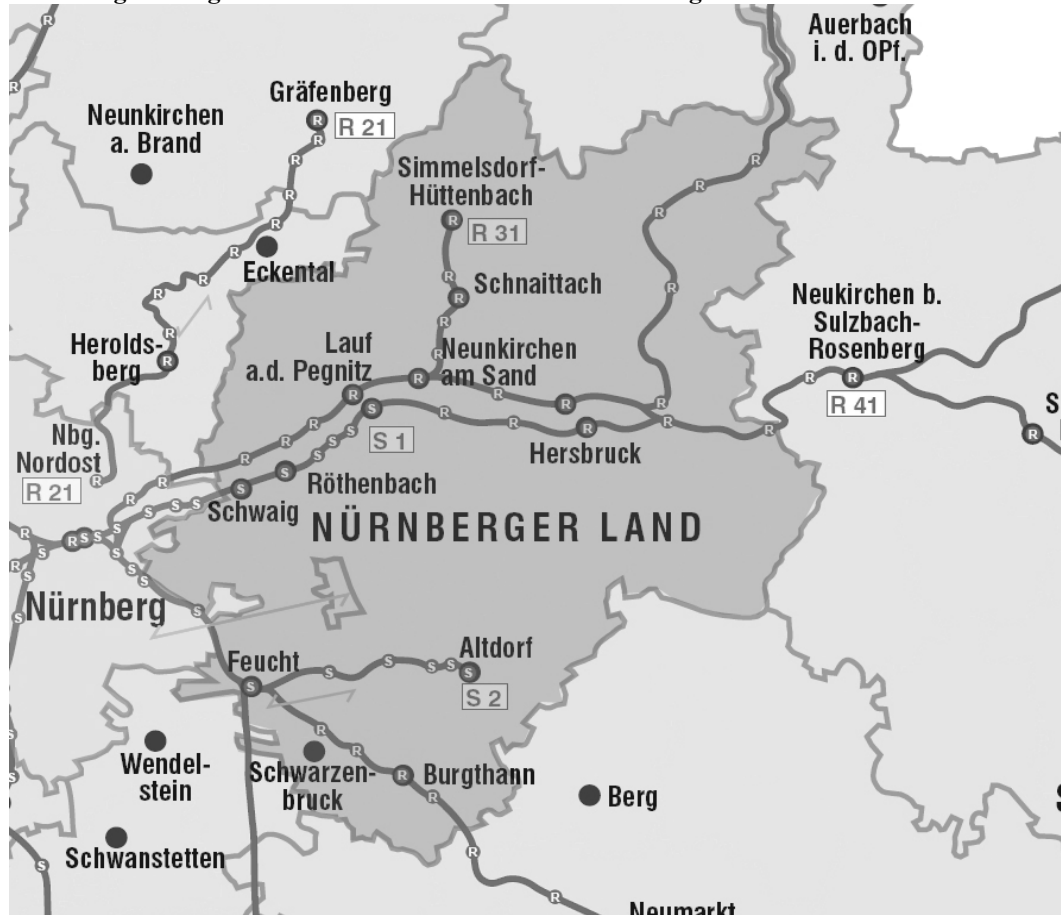 Auerbach
i. d. OPf.
Gräfenberg
R 21
Neunkirchen
a. Brand
Simmelsdorf-
Hüttenbach
R 31
Eckental
Schnaittach
Neukirchen b.
Sulzbach-
Rosenberg
R 41
Heroldsberg
Lauf
a.d. Pegnitz
Neunkirchen
am Sand
S 1
Hersbruck
Nbg.
Nordost
R 21
Röthenbach
Schwaig
NÜRNBERGER LAND
Nürnberg
Feucht
Altdorf
S 2
Wendel-
stein
Schwarzen-
bruck
Burgthann
Berg
Schwanstetten
Neumarkt